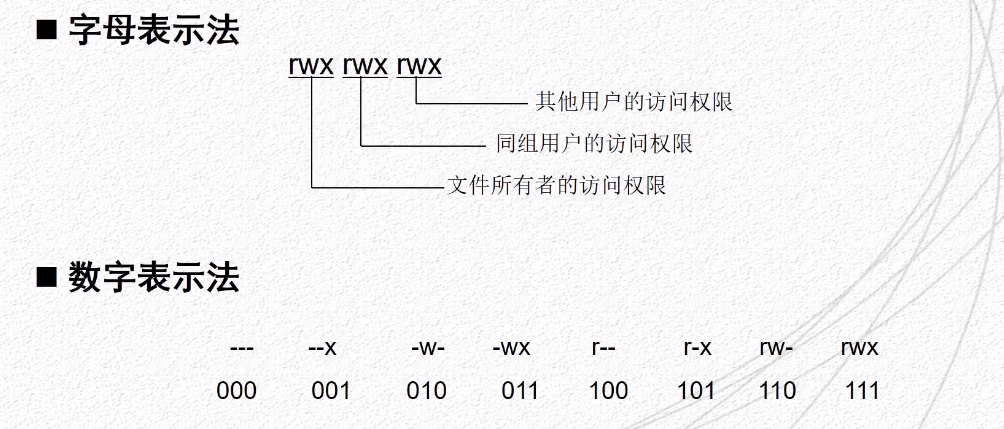 ■ 字母表示法
rwx rwx rwx
其他用户的访问权限
同组用户的访问权限
文件所有者的访问权限
■ 数字表示法
--- --x -w- -wx r-- r-x rw- rwx
000 001 010 011 100 101 110 111